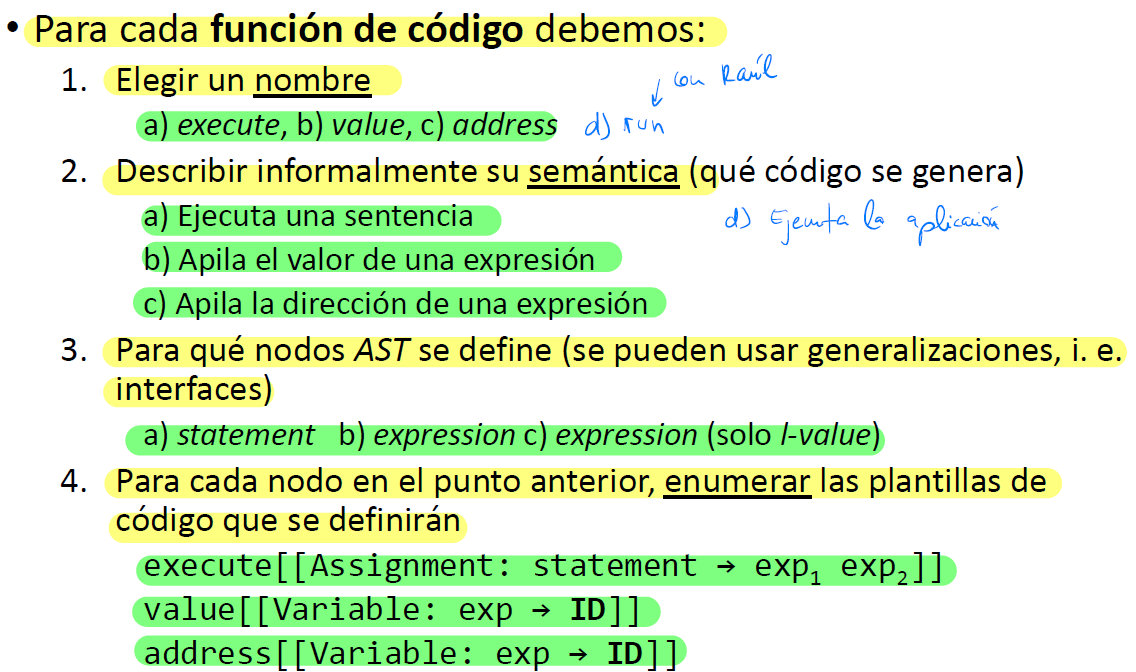 • Para cada función de código debemos:
1. Elegir un nombre
con Raúl
a) execute, b) value, c) address d) run
2. Describir informalmente su semántica (qué código se genera)
a) Ejecuta una sentencia
d) Ejecuta la aplicación
b) Apila el valor de una expresión
c) Apila la dirección de una expresión
3. Para qué nodos AST se define (se pueden usar generalizaciones, i. e.
interfaces)
a) statement b) expression c) expression (solo l-value)
4. Para cada nodo en el punto anterior, enumerar las plantillas de
código que se definirán
execute[[Assignment: statement → exp₁ exp₂]]
value[[Variable: exp → ID]]
address[[Variable: exp → ID]]